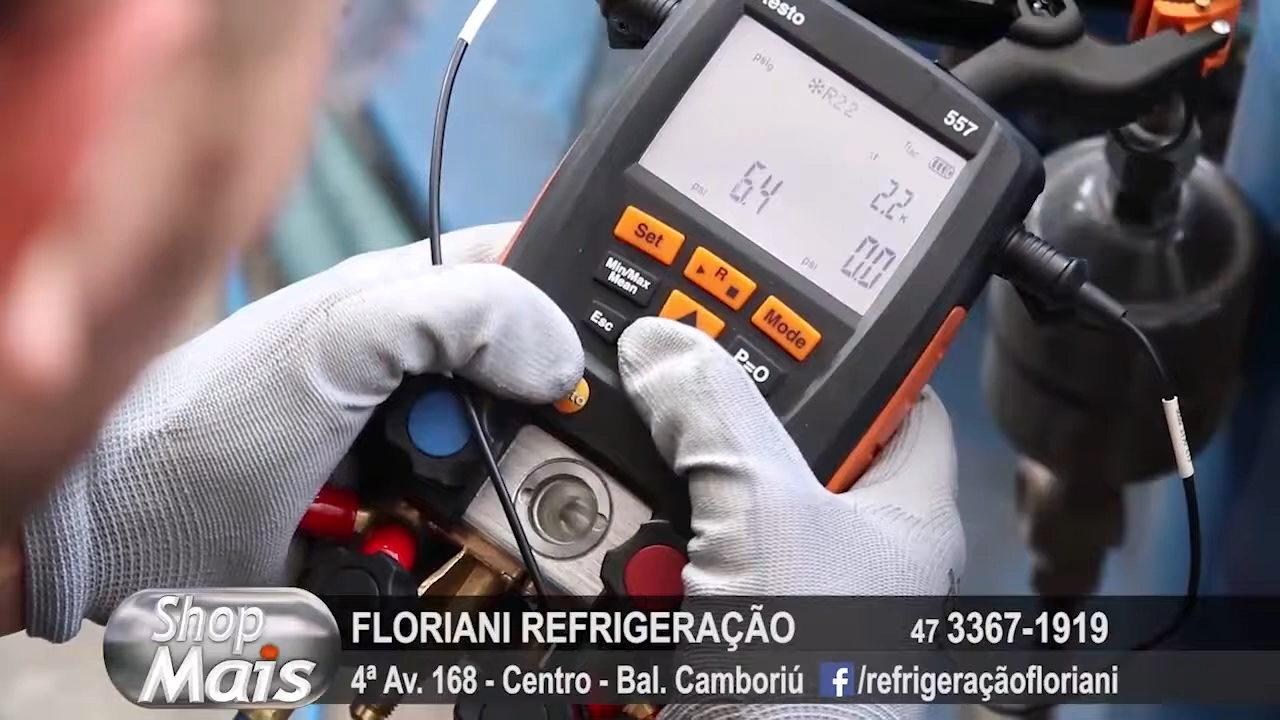 testo
557
psig
❄R22
psi
6.4
2.2
K
psi
0.0
Set
► R ■
Mode
Min/Max
Mean
Esc
P=O
Shop
Mais
FLORIANI REFRIGERAÇÃO
47 3367-1919
4ª Av. 168 - Centro - Bal. Camboriú
f/refrigeraçãofloriani